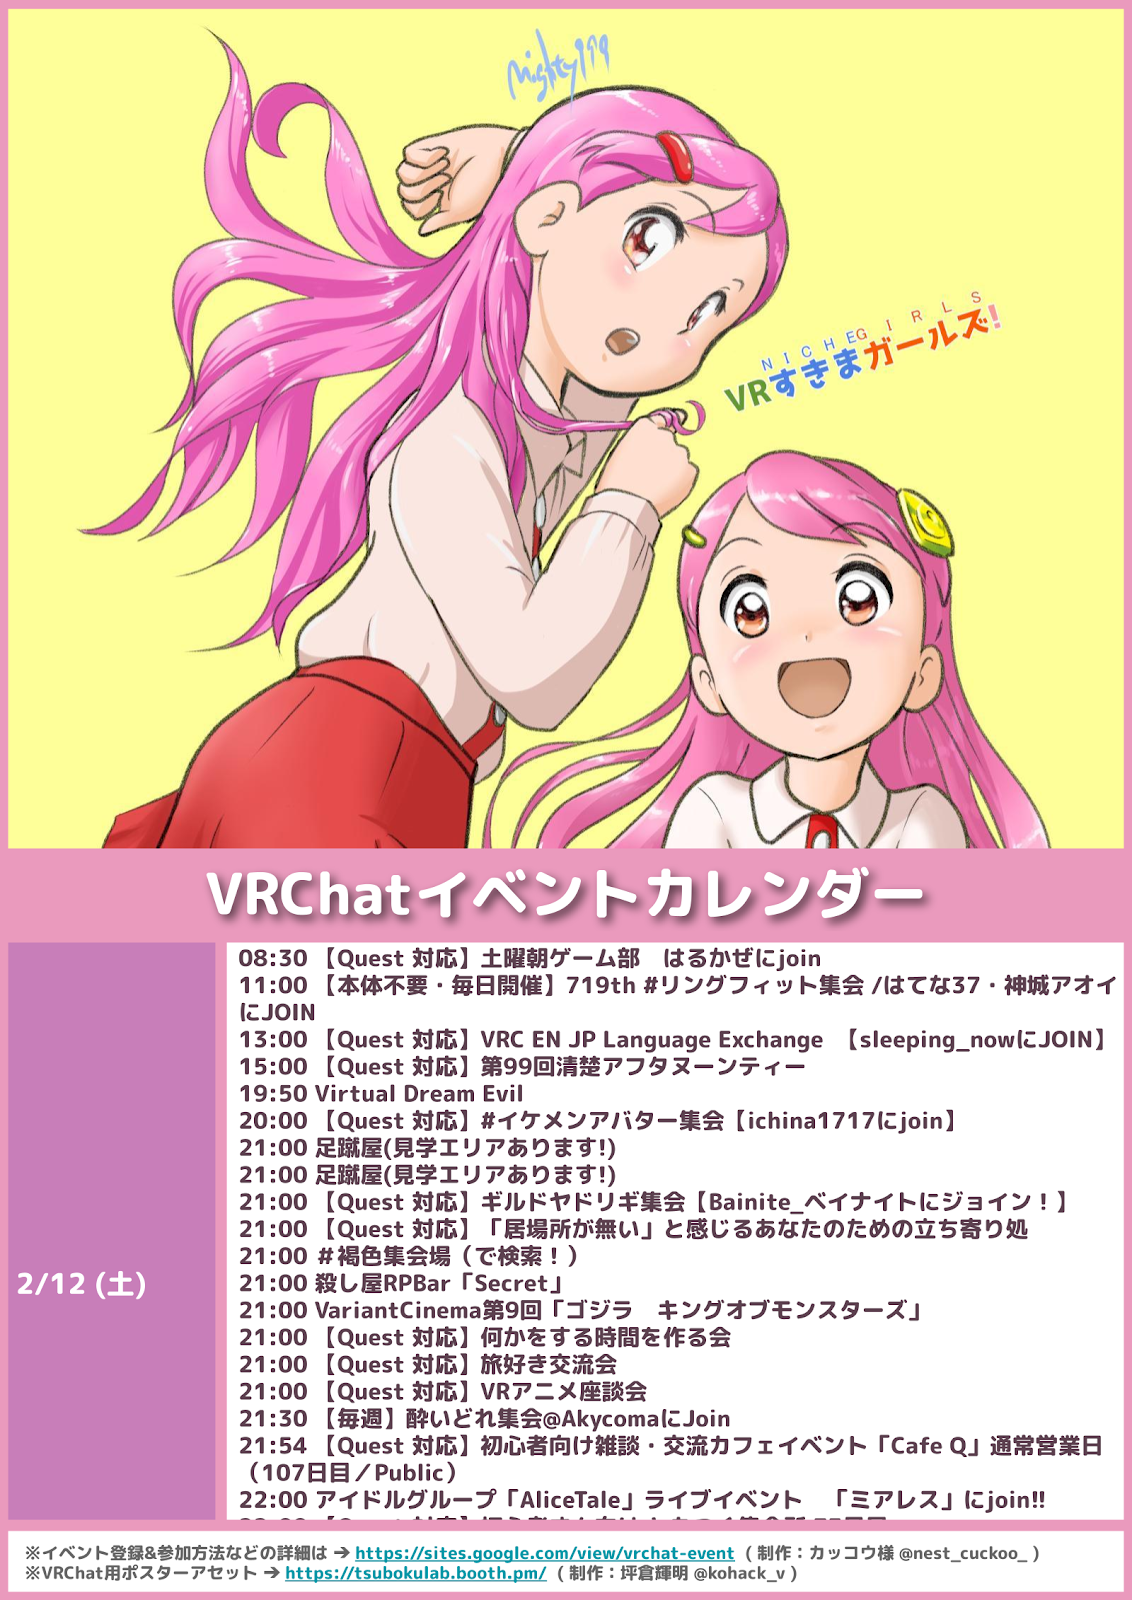 mighty199
NICHE GIRLS
VRすきまガールズ!
VRChatイベントカレンダー
2/12 (土)
08:30 【Quest 対応】土曜朝ゲーム部　はるかぜにjoin
11:00 【本体不要・毎日開催】719th #リングフィット集会 /はてな37・神城アオイ
にJOIN
13:00 【Quest 対応】VRC EN JP Language Exchange 【sleeping_nowにJOIN】
15:00 【Quest 対応】第99回清楚アフタヌーンティー
19:50 Virtual Dream Evil
20:00 【Quest 対応】#イケメンアバター集会【ichina1717にjoin】
21:00 足蹴屋(見学エリアあります!)
21:00 足蹴屋(見学エリアあります!)
21:00 【Quest 対応】ギルドヤドリギ集会【Bainite_ベイナイトにジョイン！】
21:00 【Quest 対応】「居場所が無い」と感じるあなたのための立ち寄り処
21:00 ＃褐色集会場（で検索！）
21:00 殺し屋RPBar「Secret」
21:00 VariantCinema第9回「ゴジラ　キングオブモンスターズ」
21:00 【Quest 対応】何かをする時間を作る会
21:00 【Quest 対応】旅好き交流会
21:00 【Quest 対応】VRアニメ座談会
21:30 【毎週】酔いどれ集会@AkycomaにJoin
21:54 【Quest 対応】初心者向け雑談・交流カフェイベント「Cafe Q」通常営業日
（107日目／Public）
22:00 アイドルグループ「AliceTale」ライブイベント　「ミアレス」にjoin!!
※イベント登録&参加方法などの詳細は ➔ https://sites.google.com/view/vrchat-event ( 制作：カッコウ様 @nest_cuckoo_ )
※VRChat用ポスターアセット ➔ https://tsubokulab.booth.pm/ ( 制作：坪倉輝明 @kohack_v )